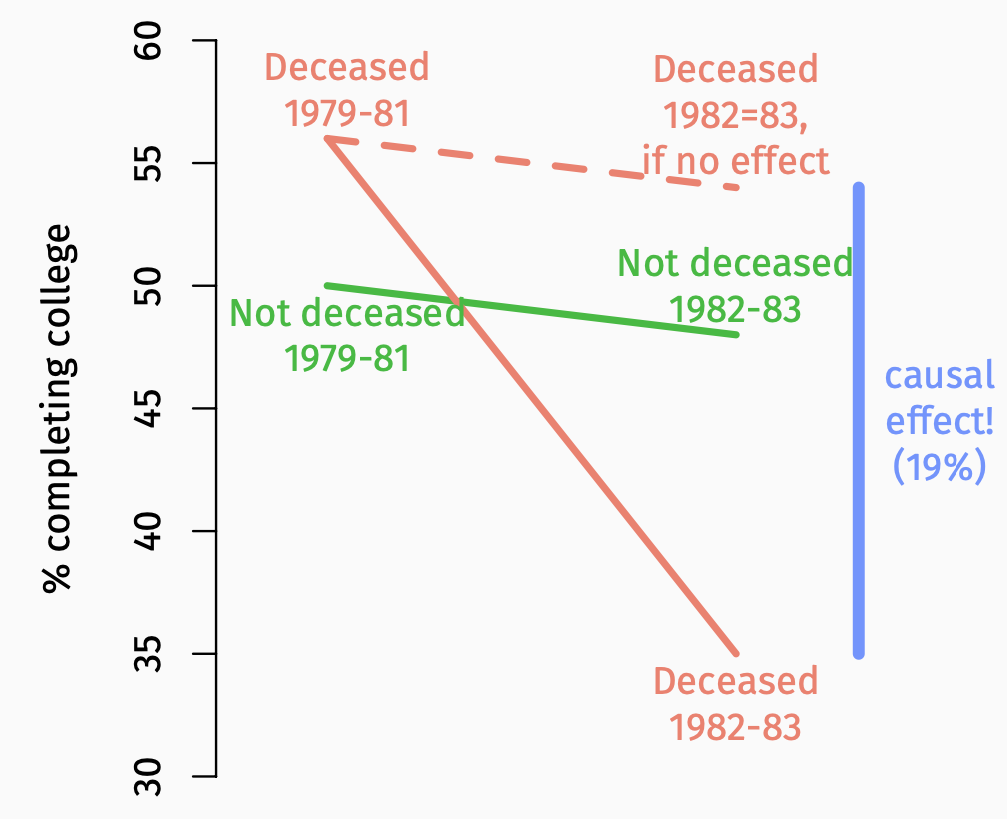 60
55
50
45
40
35
30
% completing college
Deceased
1979-81
Deceased
1982=83,
if no effect
Not deceased
1979-81
Not deceased
1982-83
causal
effect!
(19%)
Deceased
1982-83